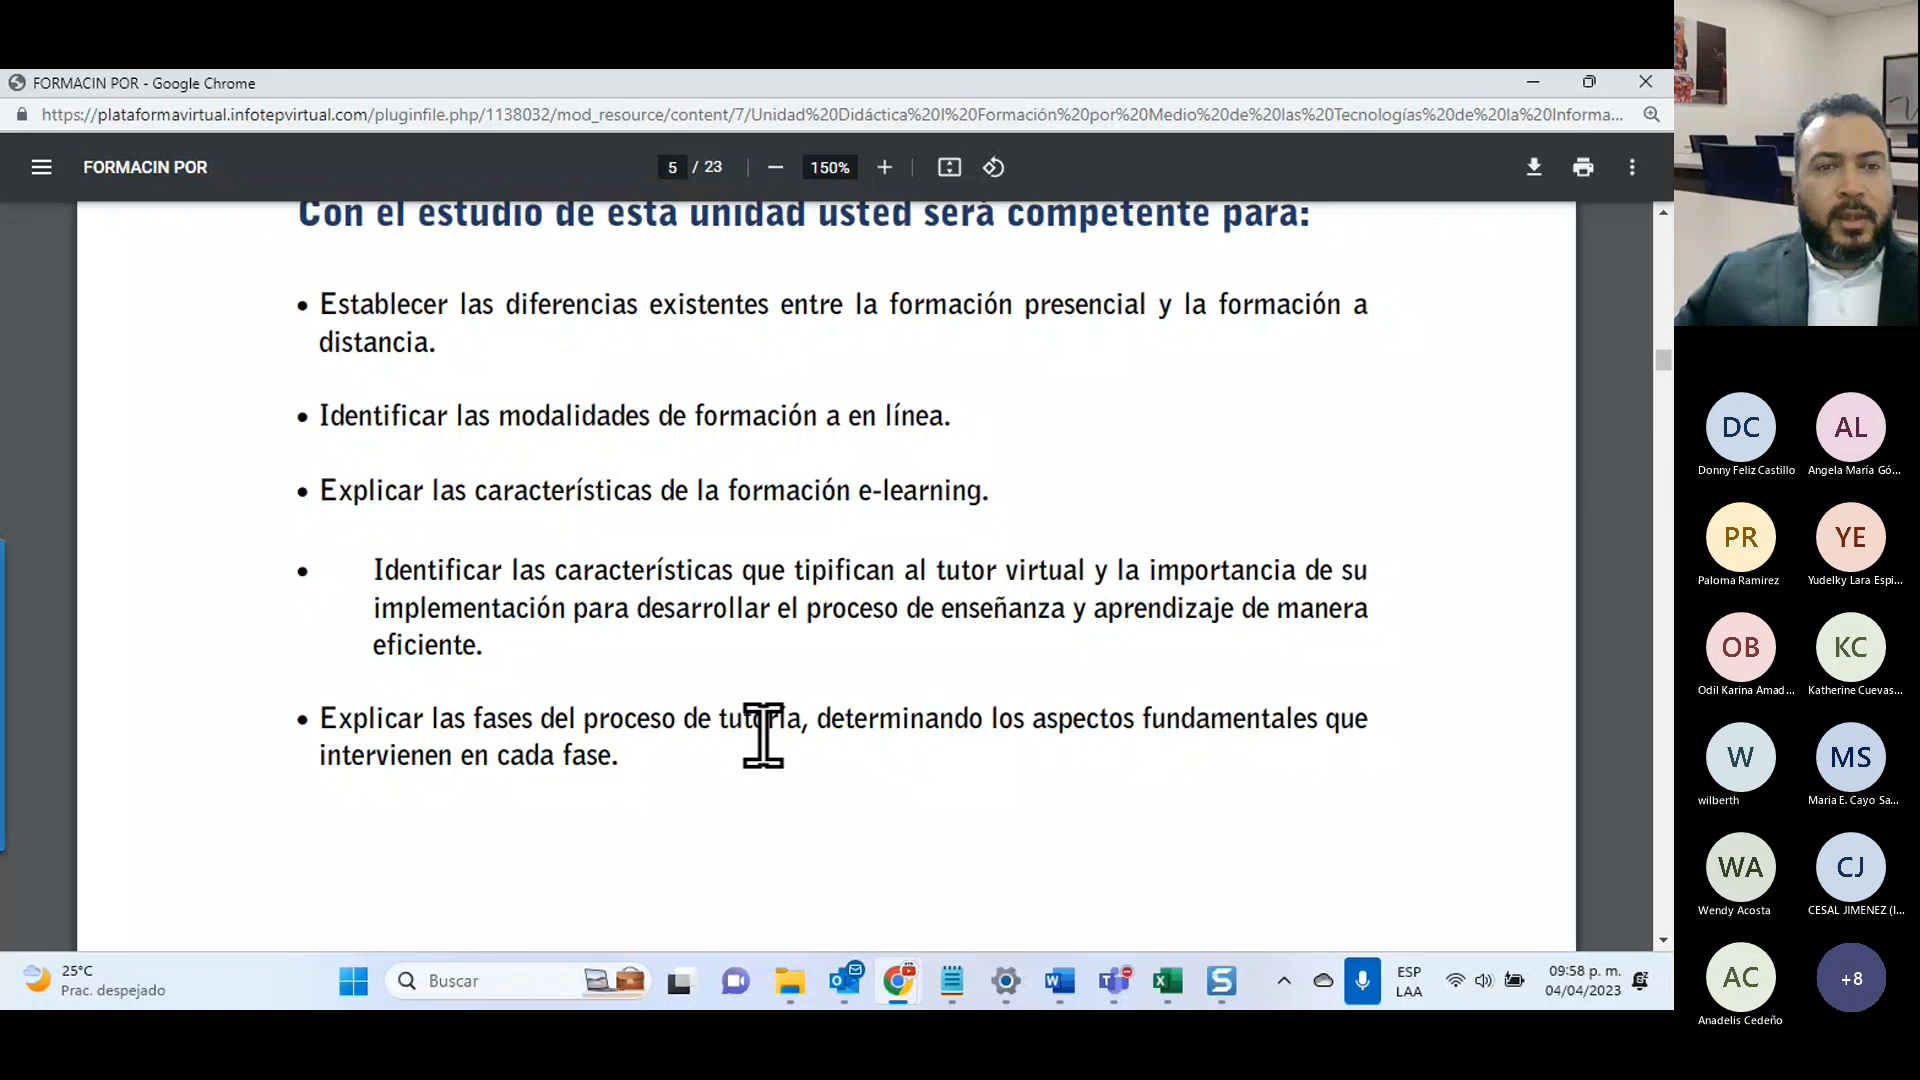 FORMACIN POR - Google Chrome
https://plataformavirtual.infotepvirtual.com/pluginfile.php/1138032/mod_resource/content/7/Unidad%20Didáctica%20I%20Formación%20por%20Medio%20de%20las%20Tecnologías%20de%20la%20Informa...
FORMACIN POR
5 / 23
150%
Con el estudio de esta unidad usted será competente para:
• Establecer las diferencias existentes entre la formación presencial y la formación a
distancia.
• Identificar las modalidades de formación a en línea.
• Explicar las características de la formación e-learning.
• Identificar las características que tipifican al tutor virtual y la importancia de su
implementación para desarrollar el proceso de enseñanza y aprendizaje de manera
eficiente.
• Explicar las fases del proceso de tutoría, determinando los aspectos fundamentales que
intervienen en cada fase.
DC
Donny Feliz Castillo
AL
Angela María Gó...
PR
Paloma Ramirez
YE
Yudelky Lara Espi...
OB
Odil Karina Amad...
KC
Katherine Cuevas...
W
wilberth
MS
Maria E. Cayo Sa...
WA
Wendy Acosta
CJ
CESAL JIMENEZ (I...
AC
Anadelis Cedeño
+8
25°C
Prac. despejado
Buscar
ESP
LAA
09:58 p. m.
04/04/2023